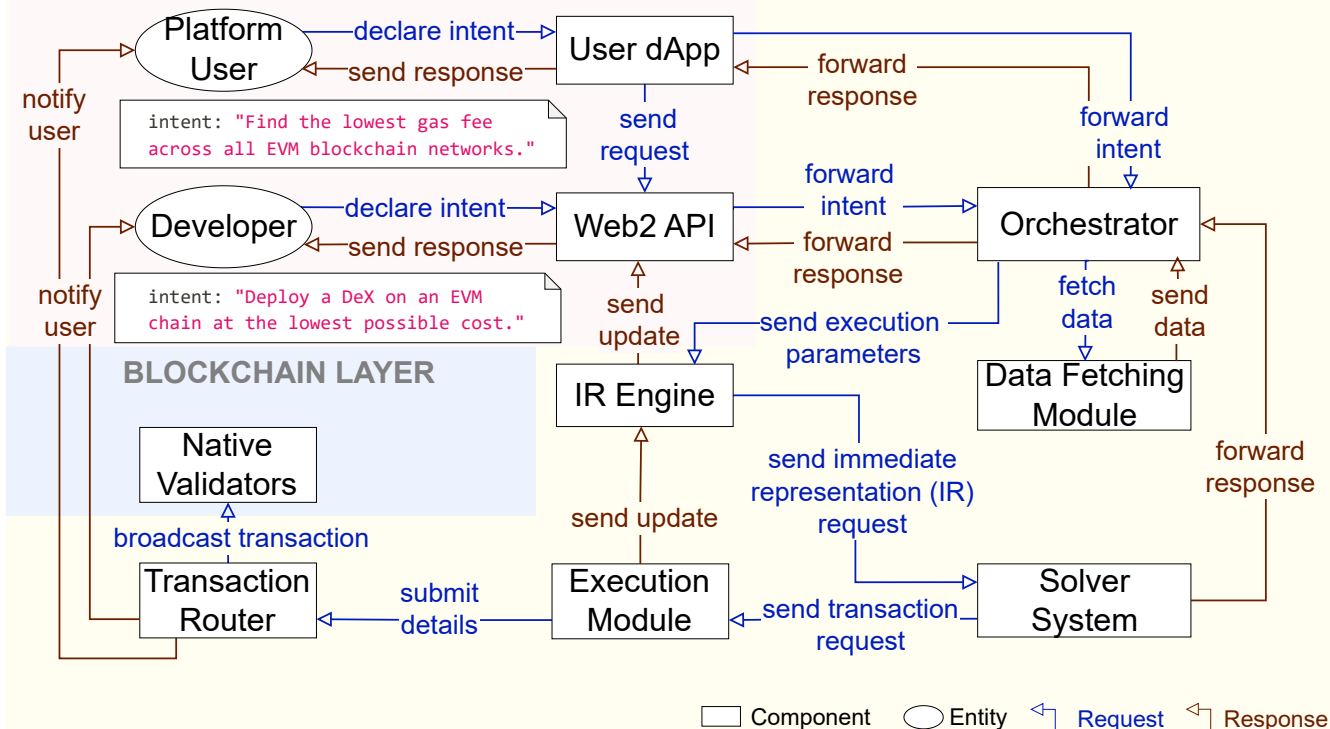 Platform
User
declare intent
User dApp
send response
forward
response
notify
user
intent: "Find the lowest gas fee
across all EVM blockchain networks."
send
request
forward
intent
forward
intent
Developer
declare intent
Web2 API
Orchestrator
send response
forward
response
notify
user
intent: "Deploy a DeX on an EVM
chain at the lowest possible cost."
send
update
fetch
data
send
data
send execution
parameters
BLOCKCHAIN LAYER
IR Engine
Data Fetching
Module
Native
Validators
send immediate
representation (IR)
request
forward
response
send update
broadcast transaction
Transaction
Router
submit
details
Execution
Module
send transaction
request
Solver
System
Component
Entity
Request
Response